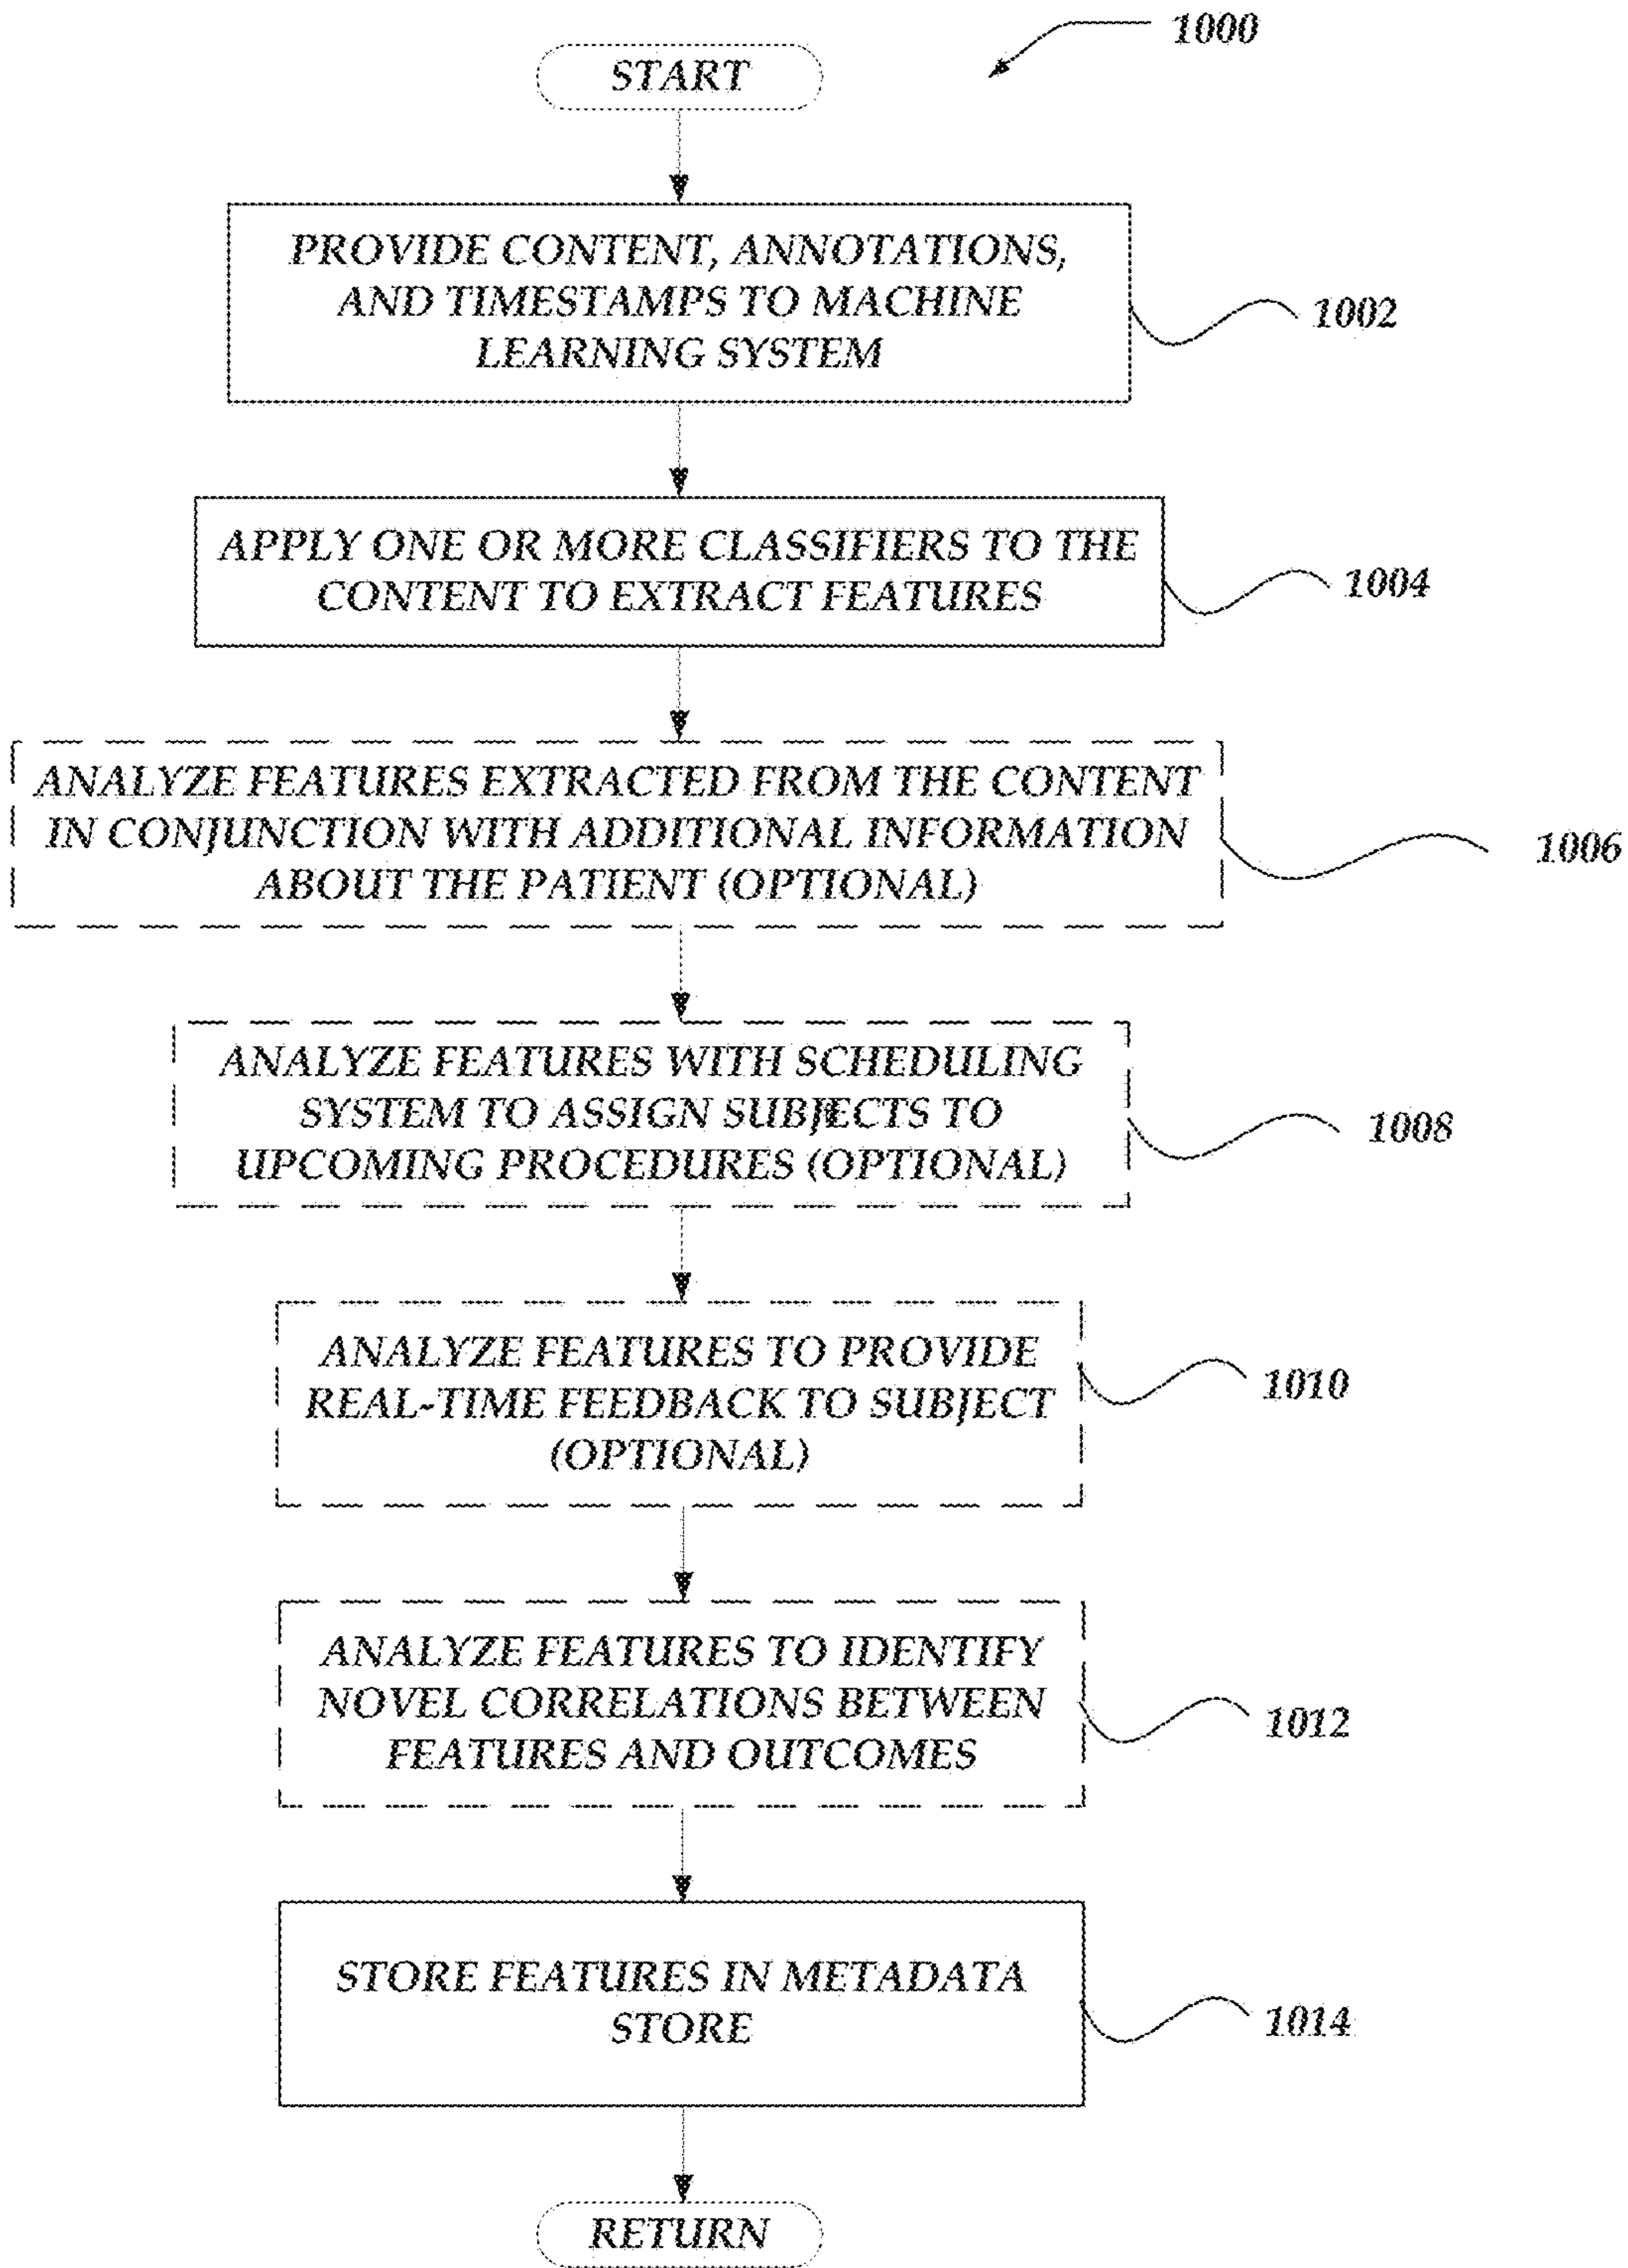 1000
START
PROVIDE CONTENT, ANNOTATIONS,
AND TIMESTAMPS TO MACHINE
LEARNING SYSTEM
1002
APPLY ONE OR MORE CLASSIFIERS TO THE
CONTENT TO EXTRACT FEATURES
1004
ANALYZE FEATURES EXTRACTED FROM THE CONTENT
IN CONJUNCTION WITH ADDITIONAL INFORMATION
ABOUT THE PATIENT (OPTIONAL)
1006
ANALYZE FEATURES WITH SCHEDULING
SYSTEM TO ASSIGN SUBJECTS TO
UPCOMING PROCEDURES (OPTIONAL)
1008
ANALYZE FEATURES TO PROVIDE
REAL-TIME FEEDBACK TO SUBJECT
(OPTIONAL)
1010
ANALYZE FEATURES TO IDENTIFY
NOVEL CORRELATIONS BETWEEN
FEATURES AND OUTCOMES
1012
STORE FEATURES IN METADATA
STORE
1014
RETURN